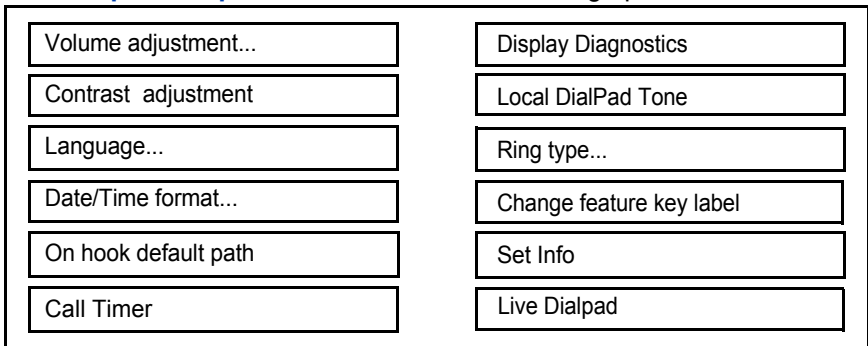 Volume adjustment...
Contrast adjustment
Language...
Date/Time format...
On hook default path
Call Timer
Display Diagnostics
Local DialPad Tone
Ring type...
Change feature key label
Set Info
Live Dialpad